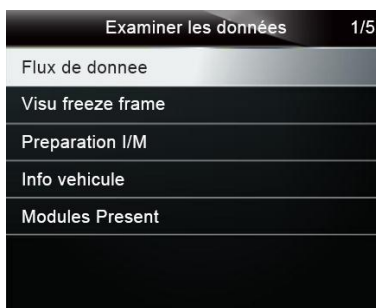 Examiner les données 1/5
Flux de donnee
Visu freeze frame
Preparation I/M
Info vehicule
Modules Present